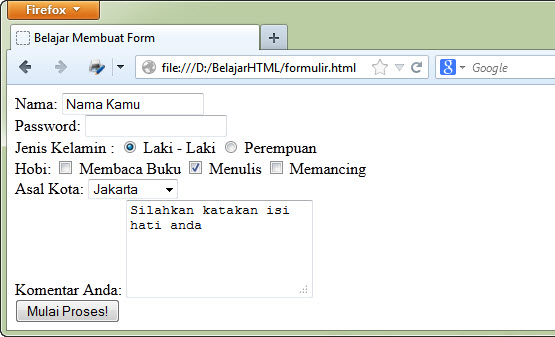 Firefox
Belajar Membuat Form
file:///D:/BelajarHTML/formulir.html
Google
Nama: Nama Kamu
Password:
Jenis Kelamin : Laki - Laki Perempuan
Hobi: Membaca Buku Menulis Memancing
Asal Kota: Jakarta
Silahkan katakan isi
hati anda
Komentar Anda:
Mulai Proses!